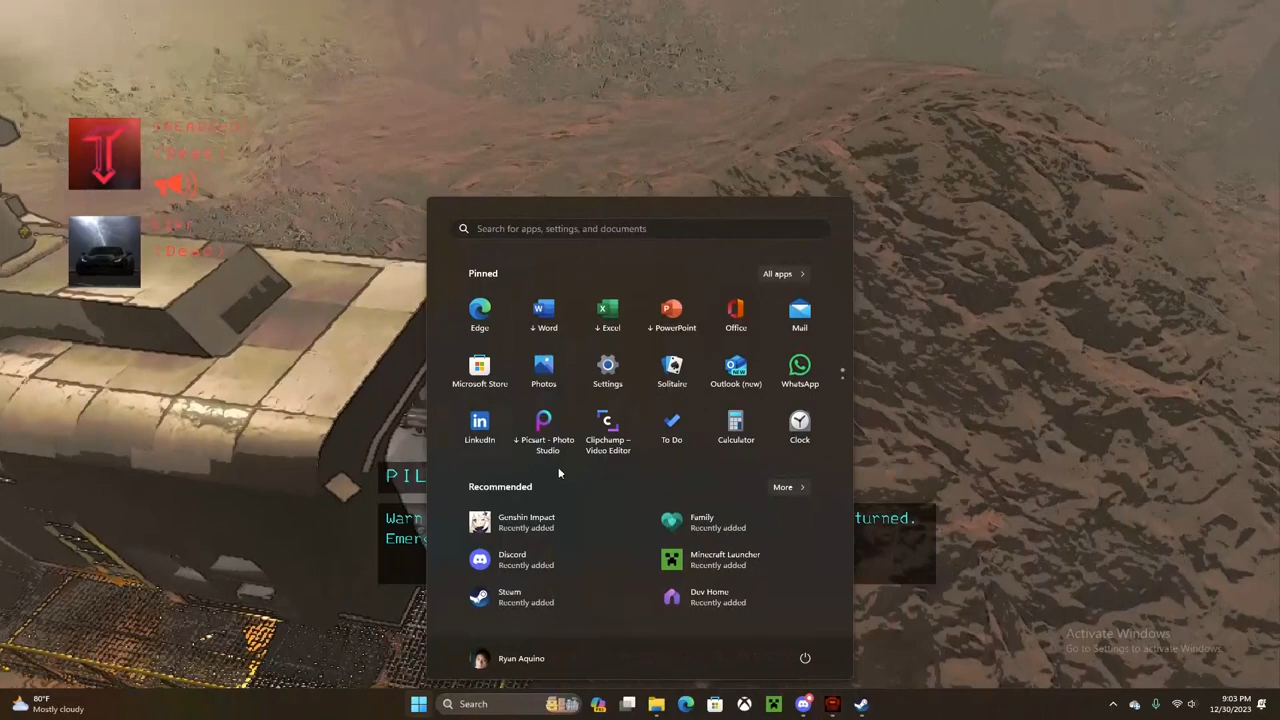 (Dead)
(Dead)
Search for apps, settings, and documents
Pinned
All apps
Edge
↓ Word
↓ Excel
↓ PowerPoint
Office
Mail
Microsoft Store
Photos
Settings
Solitaire
Outlook (new)
WhatsApp
LinkedIn
↓ Picsart - Photo
Studio
Clipchamp –
Video Editor
To Do
Calculator
Clock
Recommended
More
Genshin Impact
Recently added
Family
Recently added
Discord
Recently added
Minecraft Launcher
Recently added
Steam
Recently added
Dev Home
Recently added
PIL
Warn
turned.
Emerg
Ryan Aquino
Activate Windows
Go to Settings to activate Windows.
80°F
Mostly cloudy
Search
9:03 PM
12/30/2023